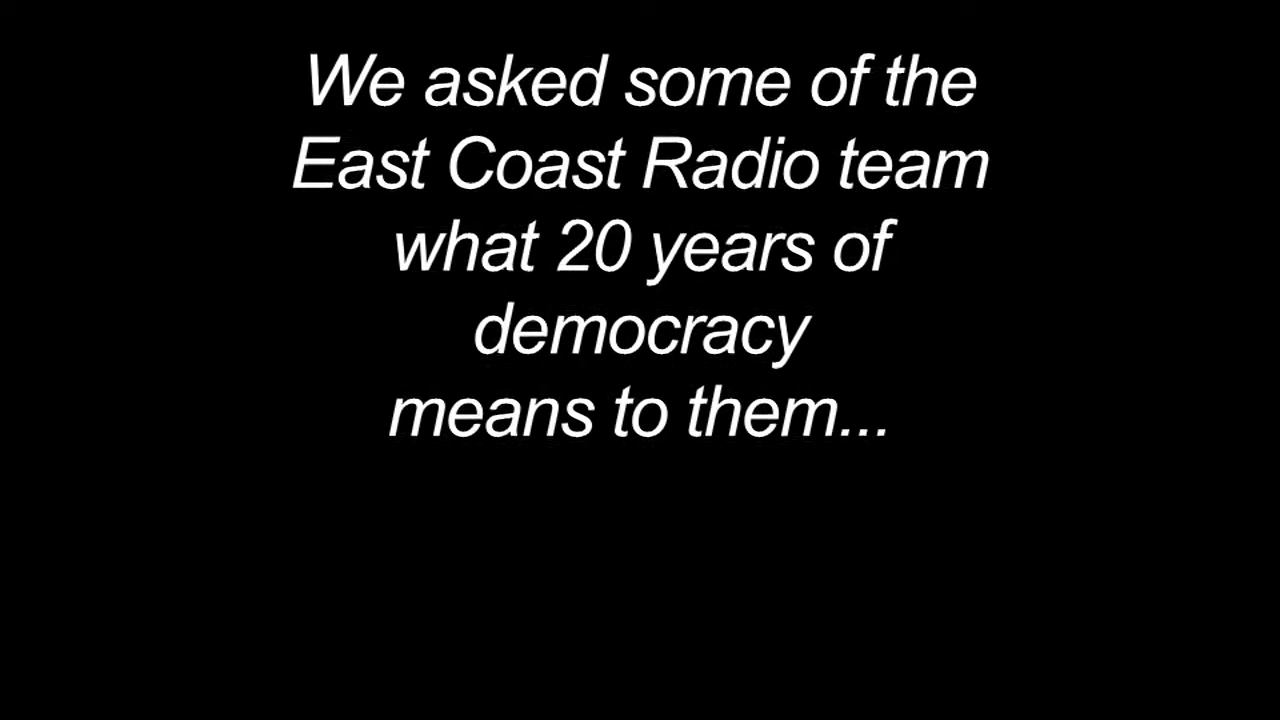 We asked some of the
East Coast Radio team
what 20 years of
democracy
means to them...